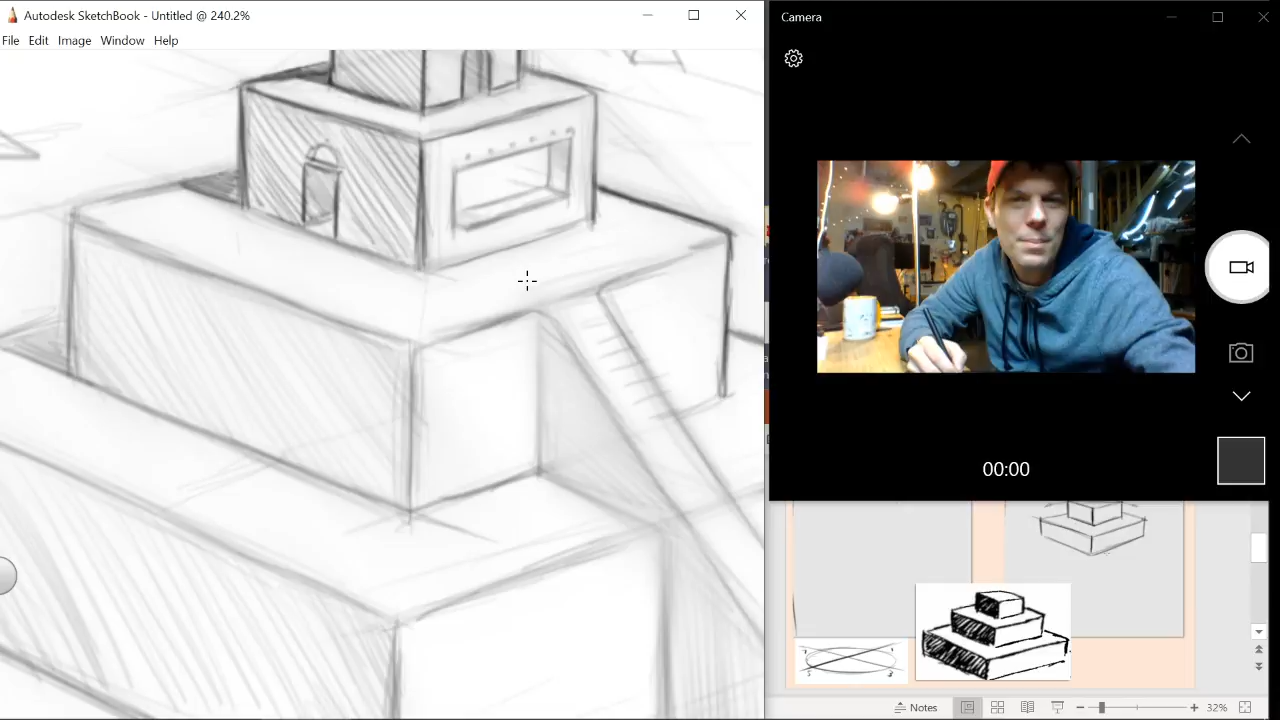 Autodesk SketchBook - Untitled @ 240.2%
File Edit Image Window Help
Camera
00:00
Notes
32%